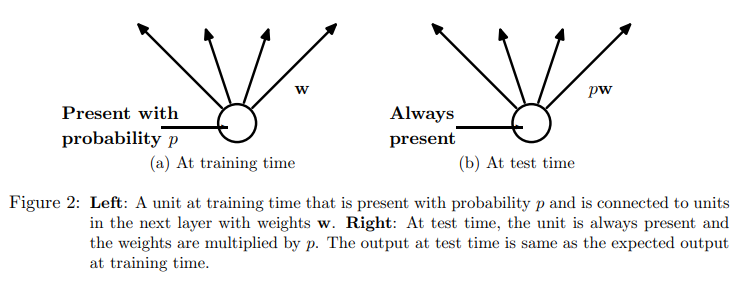 w
Present with
probability p
(a) At training time
pw
Always
present
(b) At test time
Figure 2: Left: A unit at training time that is present with probability p and is connected to units
in the next layer with weights w. Right: At test time, the unit is always present and
the weights are multiplied by p. The output at test time is same as the expected output
at training time.